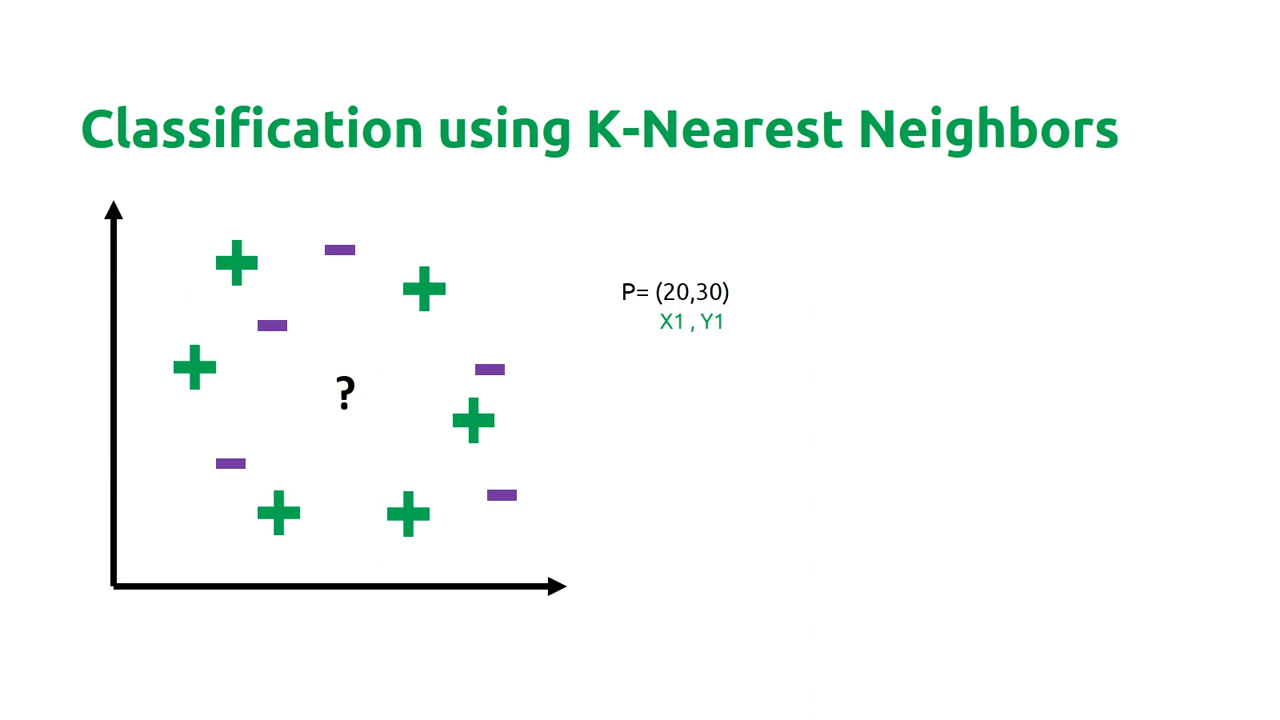 Classification using K-Nearest Neighbors
P= (20,30)
X1 , Y1
?